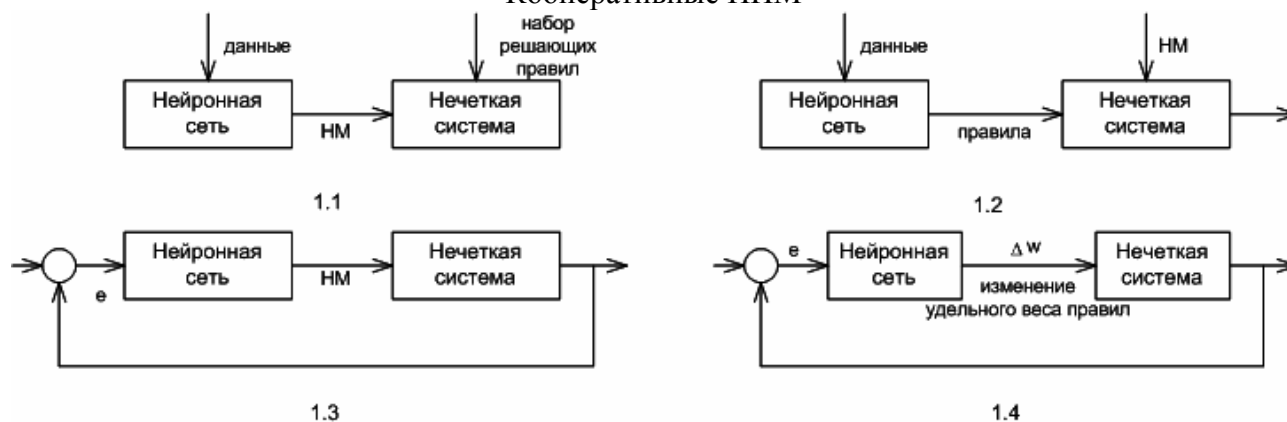 Кооперативные ННМ
данные
набор
решающих
правил
Нейронная
сеть
НМ
Нечеткая
система
1.1
данные
НМ
Нейронная
сеть
правила
Нечеткая
система
1.2
е
Нейронная
сеть
НМ
Нечеткая
система
1.3
е
Нейронная
сеть
Δ w
изменение
удельного веса правил
Нечеткая
система
1.4